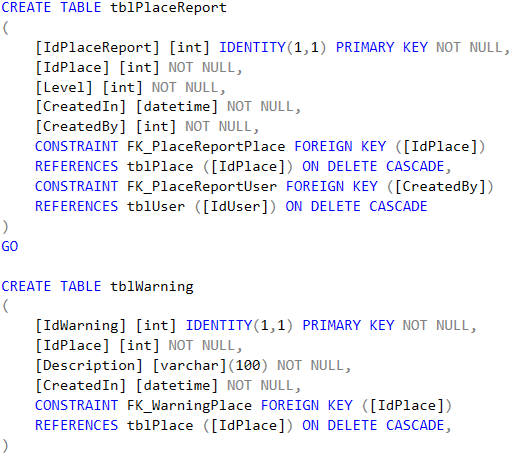 CREATE TABLE tblPlaceReport
(
    [IdPlaceReport] [int] IDENTITY(1,1) PRIMARY KEY NOT NULL,
    [IdPlace] [int] NOT NULL,
    [Level] [int] NOT NULL,
    [CreatedIn] [datetime] NOT NULL,
    [CreatedBy] [int] NOT NULL,
    CONSTRAINT FK_PlaceReportPlace FOREIGN KEY ([IdPlace])
    REFERENCES tblPlace ([IdPlace]) ON DELETE CASCADE,
    CONSTRAINT FK_PlaceReportUser FOREIGN KEY ([CreatedBy])
    REFERENCES tblUser ([IdUser]) ON DELETE CASCADE
)
GO

CREATE TABLE tblWarning
(
    [IdWarning] [int] IDENTITY(1,1) PRIMARY KEY NOT NULL,
    [IdPlace] [int] NOT NULL,
    [Description] [varchar](100) NOT NULL,
    [CreatedIn] [datetime] NOT NULL,
    CONSTRAINT FK_WarningPlace FOREIGN KEY ([IdPlace])
    REFERENCES tblPlace ([IdPlace]) ON DELETE CASCADE,
)